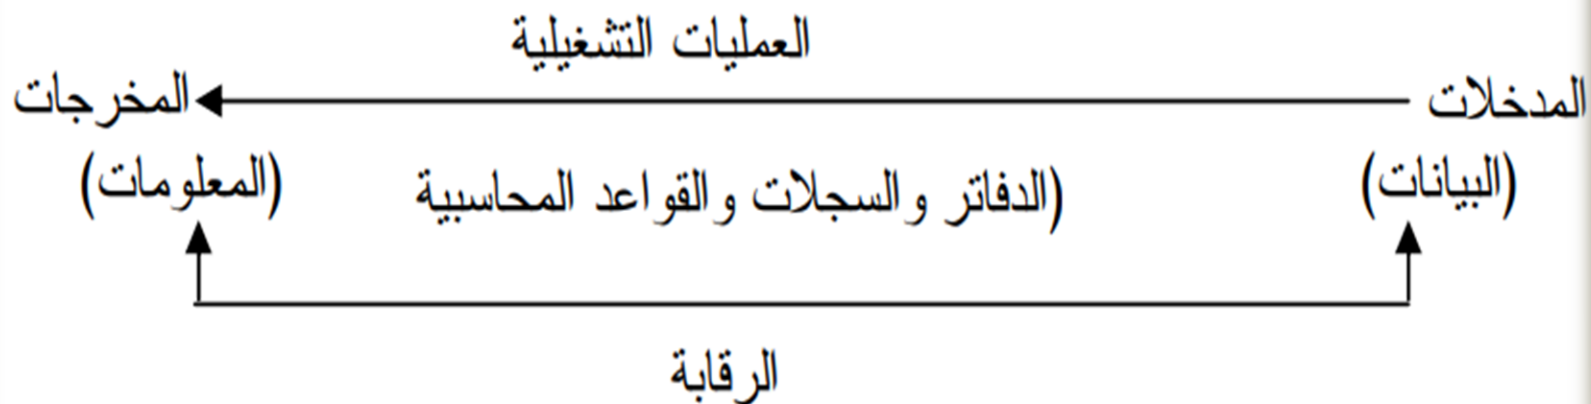 العمليات التشغيلية
المدخلات المخرجات
(البيانات) (الدفاتر والسجلات والقواعد المحاسبية (المعلومات)
الرقابة